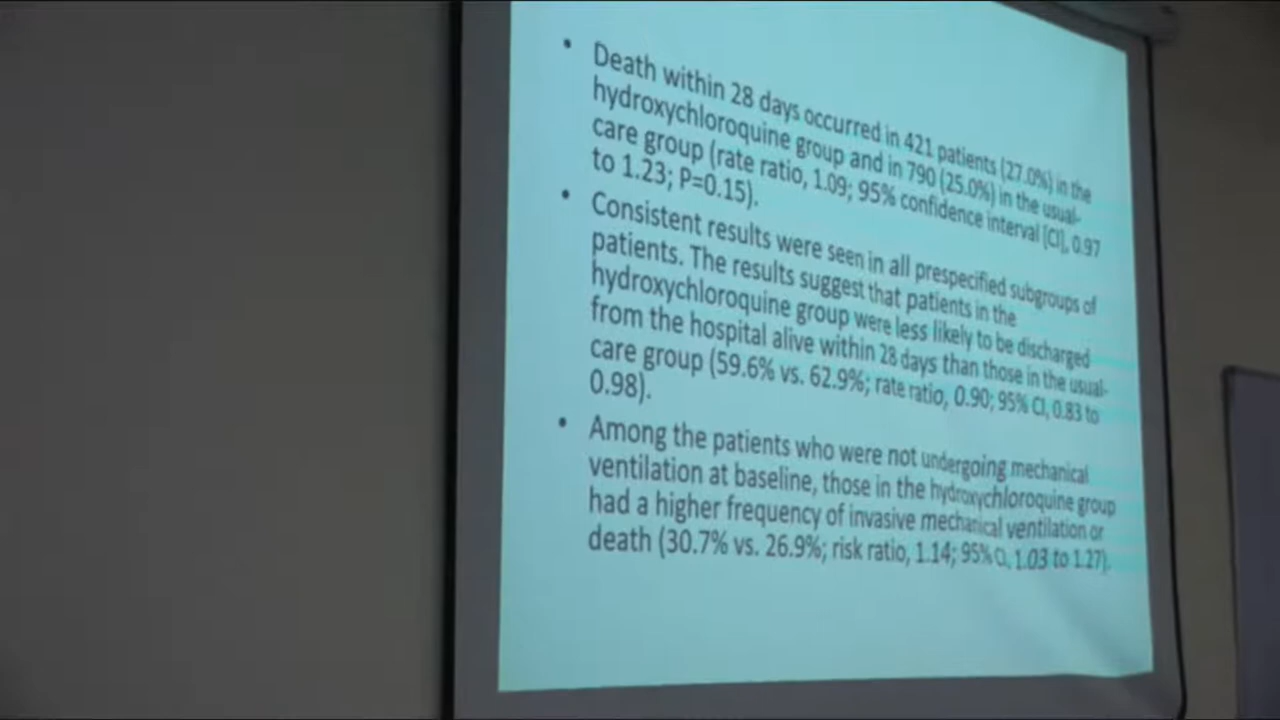 • Death within 28 days occurred in 421 patients (27.0%) in the
hydroxychloroquine group and in 790 (25.0%) in the usual-
care group (rate ratio, 1.09; 95% confidence interval [CI], 0.97
to 1.23; P=0.15).
• Consistent results were seen in all prespecified subgroups of
patients. The results suggest that patients in the
hydroxychloroquine group were less likely to be discharged
from the hospital alive within 28 days than those in the usual-
care group (59.6% vs. 62.9%; rate ratio, 0.90; 95% CI, 0.83 to
0.98).
• Among the patients who were not undergoing mechanical
ventilation at baseline, those in the hydroxychloroquine group
had a higher frequency of invasive mechanical ventilation or
death (30.7% vs. 26.9%; risk ratio, 1.14; 95% CI, 1.03 to 1.27).